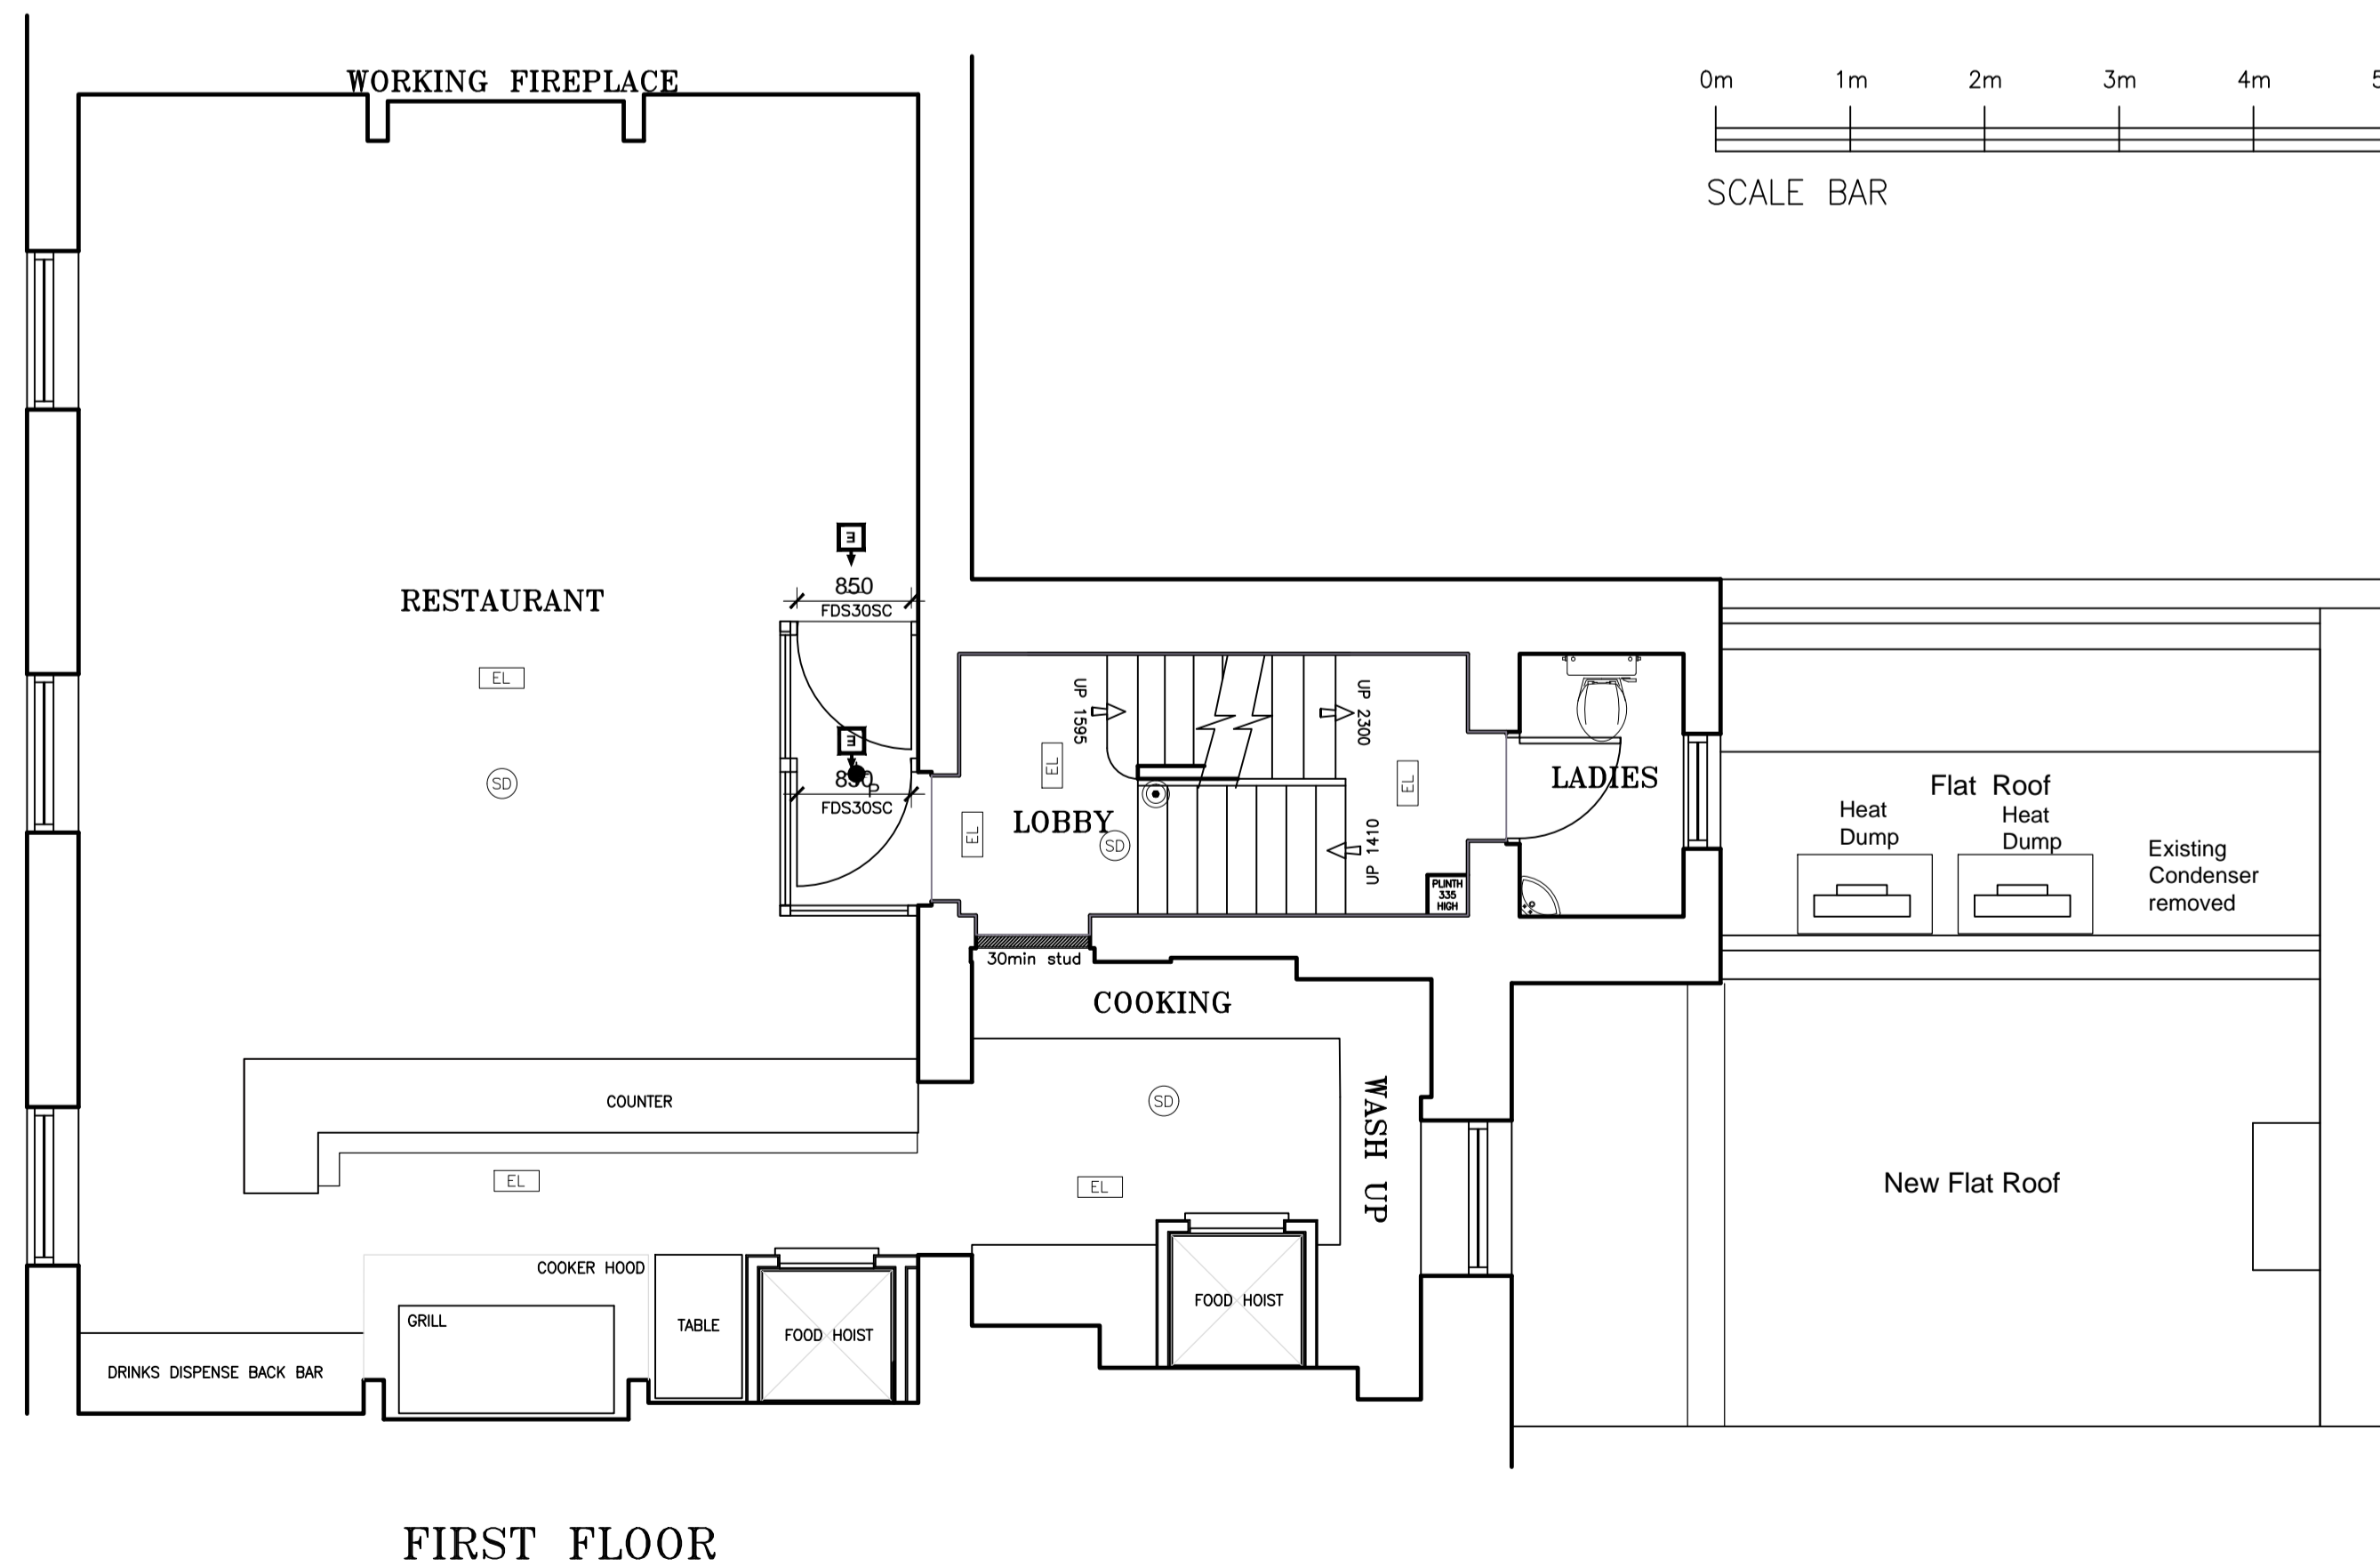 WORKING FIREPLACE
0m 1m 2m 3m 4m
SCALE BAR
E
850
FDS30SC
RESTAURANT
EL
SD
E
P
FDS30SC
UP 1595
UP 2300
EL
EL
EL
LOBBY
SD
UP 1410
PLINTH
335
HIGH
LADIES
Flat Roof
Heat
Dump
Heat
Dump
Existing
Condenser
removed
30min stud
COOKING
COUNTER
SD
WASH UP
EL
EL
New Flat Roof
COOKER HOOD
GRILL
TABLE
FOOD HOIST
FOOD HOIST
DRINKS DISPENSE BACK BAR
FIRST FLOOR